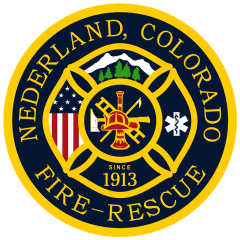 NEDERLAND, COLORADO
SINCE
1913
FIRE-RESCUE